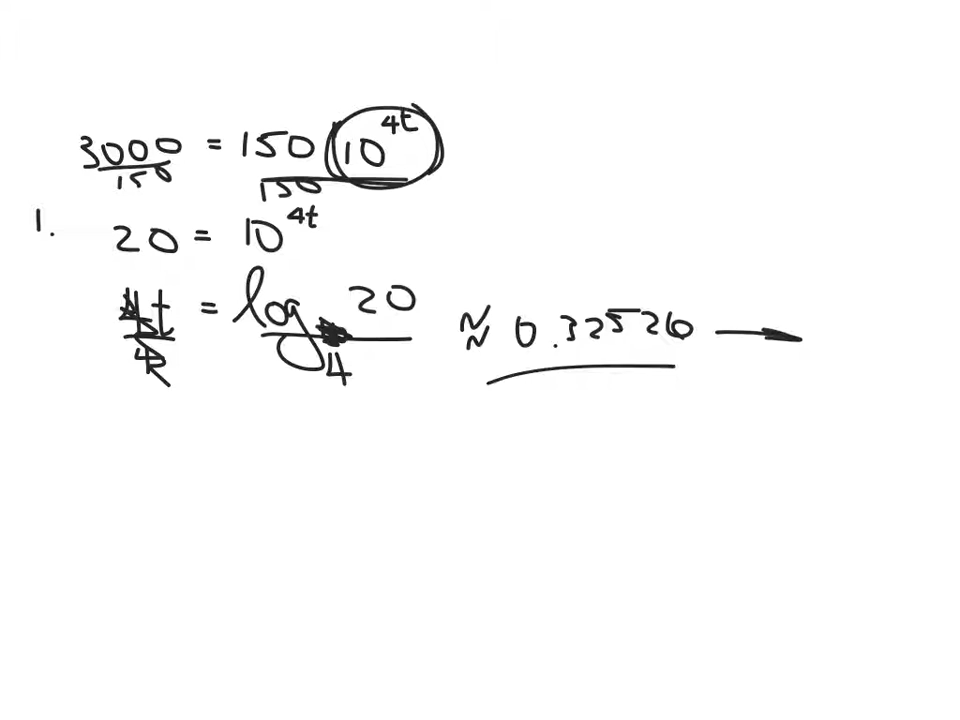 3000 = 150 (10^4t)
150 150
1. 20 = 10^4t
4t = log 20 ≈ 0.32526 →
4 4